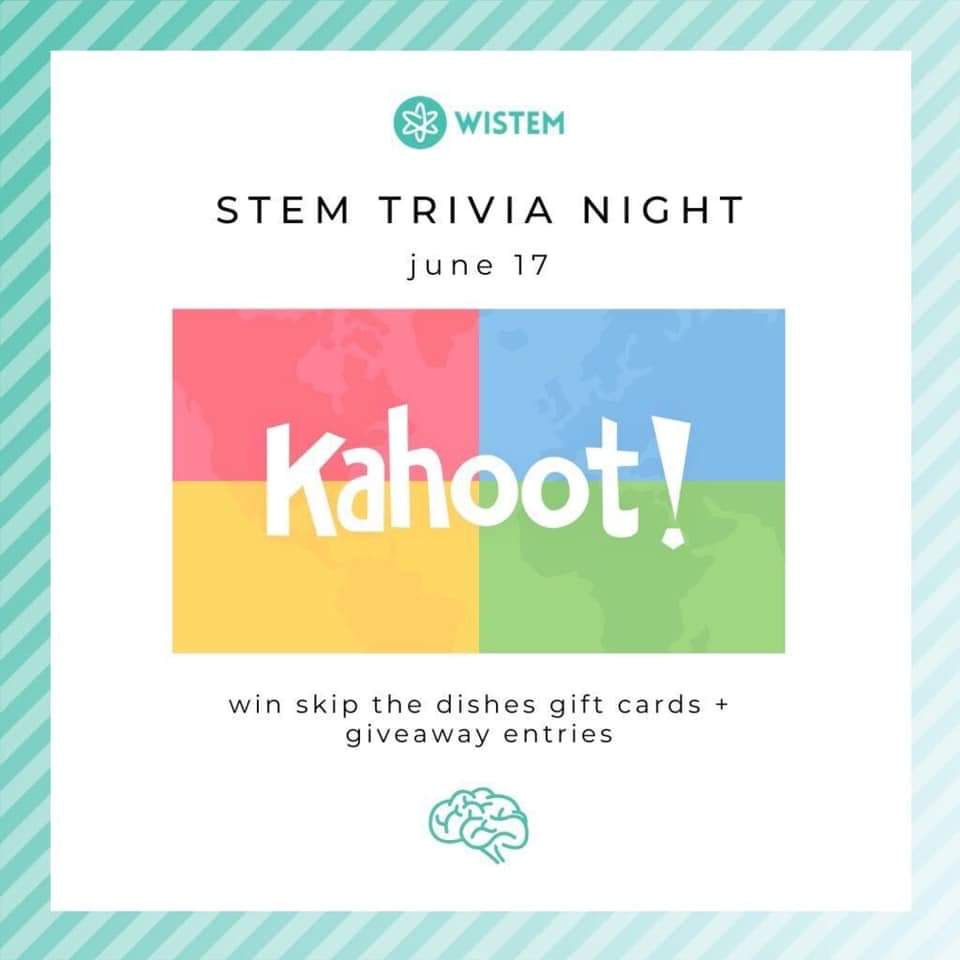 WISTEM
STEM TRIVIA NIGHT
june 17
Kahoot!
win skip the dishes gift cards +
giveaway entries